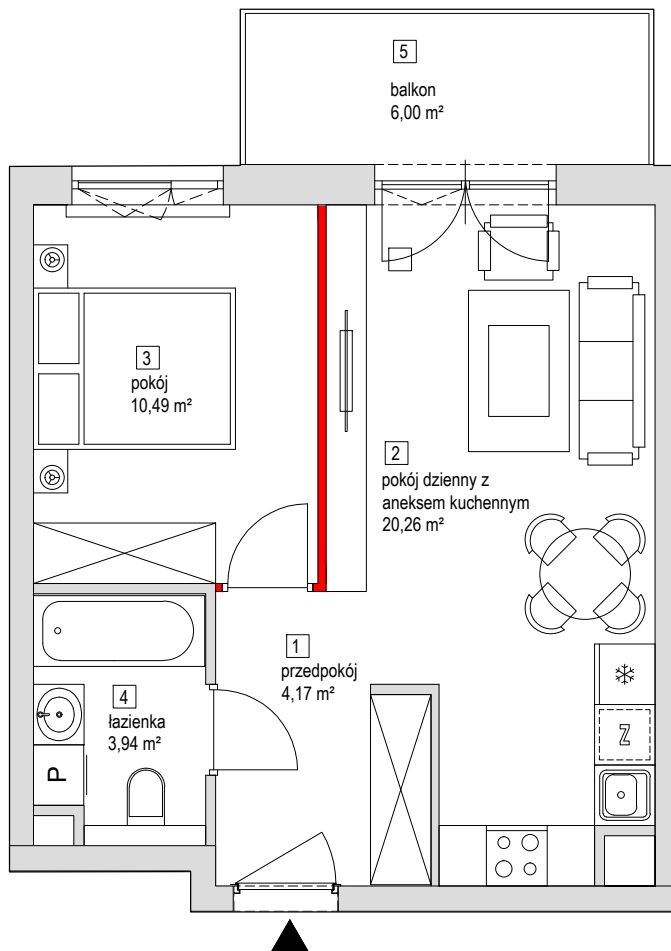 5
balkon
6,00 m²
3
pokój
10,49 m²
2
pokój dzienny z
aneksem kuchennym
20,26 m²
1
przedpokój
4,17 m²
4
łazienka
3,94 m²
Z
P